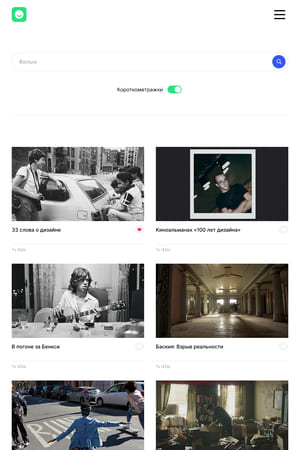 Фильм
Короткометражки
33 слова о дизайне
Киноальманах «100 лет дизайна»
1ч 42м
1ч 42м
В погоне за Бенкси
Баския: Взрыв реальности
1ч 42м
1ч 42м
RUNN